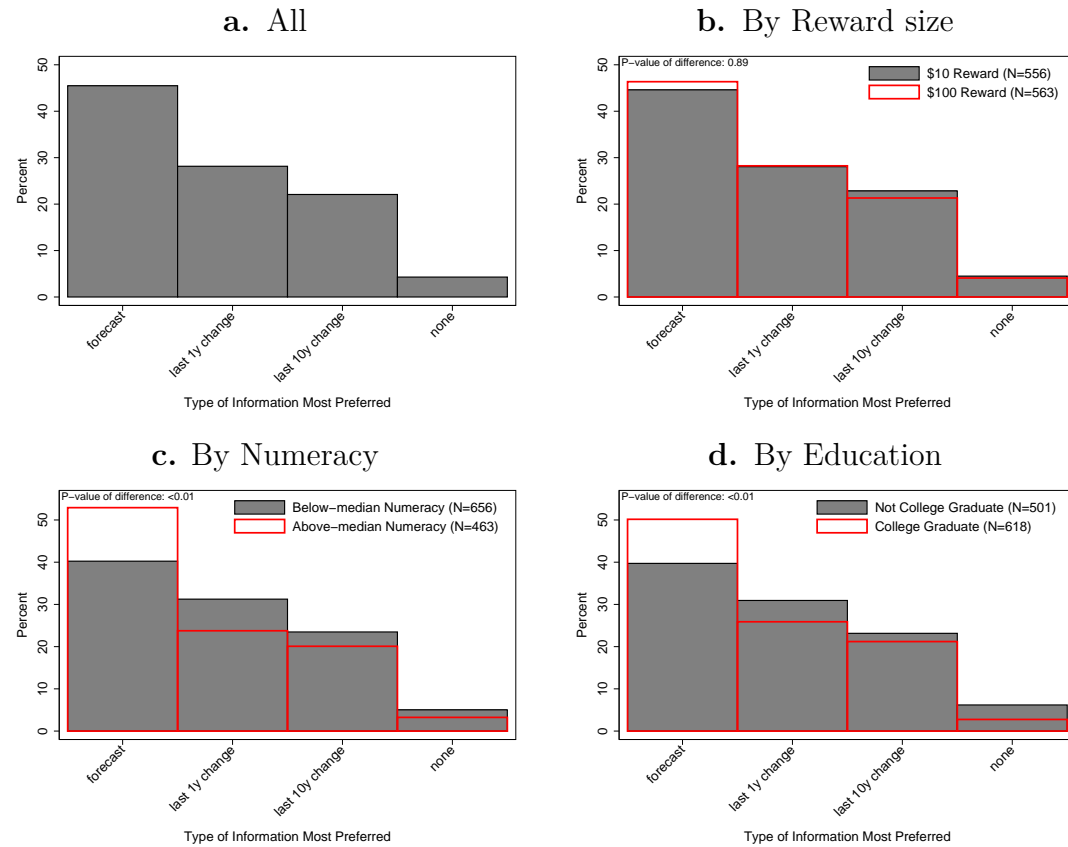 a. All
50
40
30
20
10
0
Percent
forecast
last 1y change
last 10y change
none
Type of Information Most Preferred
b. By Reward size
P−value of difference: 0.89
$10 Reward (N=556)
$100 Reward (N=563)
50
40
30
20
10
0
Percent
forecast
last 1y change
last 10y change
none
Type of Information Most Preferred
c. By Numeracy
P−value of difference: <0.01
Below−median Numeracy (N=656)
Above−median Numeracy (N=463)
50
40
30
20
10
0
Percent
forecast
last 1y change
last 10y change
none
Type of Information Most Preferred
d. By Education
P−value of difference: <0.01
Not College Graduate (N=501)
College Graduate (N=618)
50
40
30
20
10
0
Percent
forecast
last 1y change
last 10y change
none
Type of Information Most Preferred